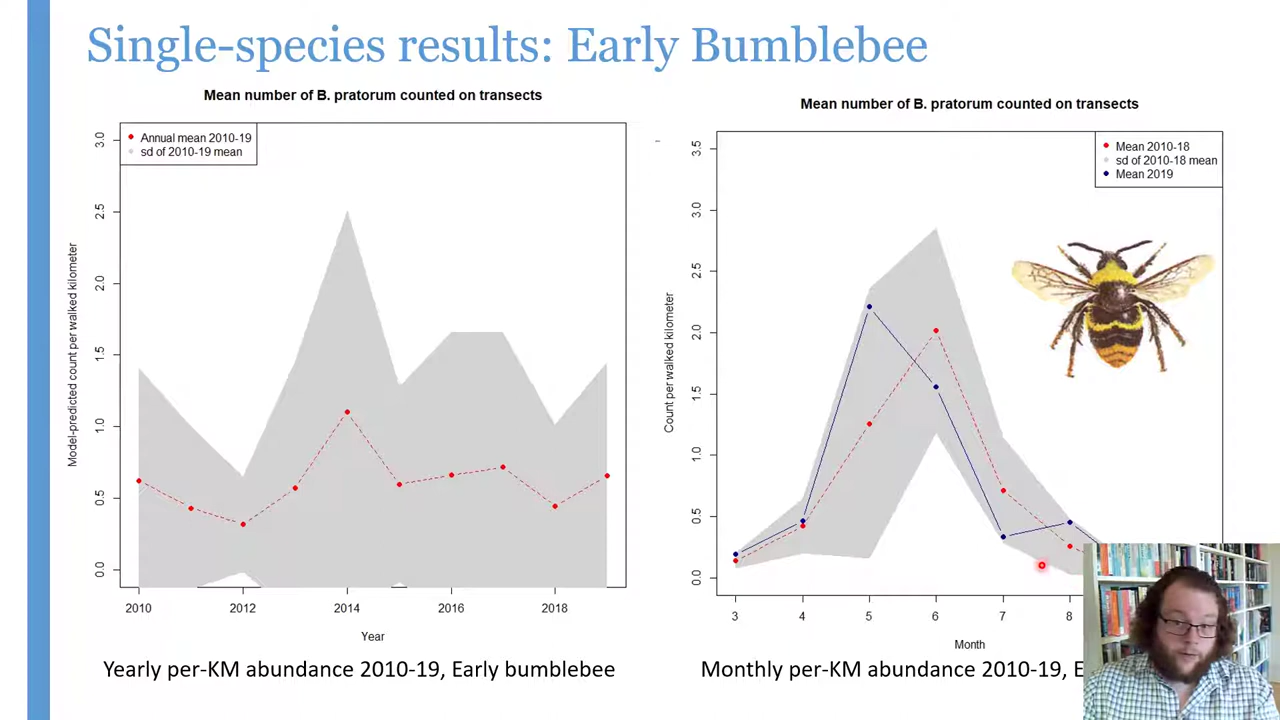 Single-species results: Early Bumblebee
Mean number of B. pratorum counted on transects
Annual mean 2010-19
sd of 2010-19 mean
Model-predicted count per walked kilometer
3.0
2.5
2.0
1.5
1.0
0.5
0.0
2010 2012 2014 2016 2018
Year
Yearly per-KM abundance 2010-19, Early bumblebee
Mean number of B. pratorum counted on transects
Mean 2010-18
sd of 2010-18 mean
Mean 2019
Count per walked kilometer
3.5
3.0
2.5
2.0
1.5
1.0
0.5
0.0
3 4 5 6 7 8
Month
Monthly per-KM abundance 2010-19, E